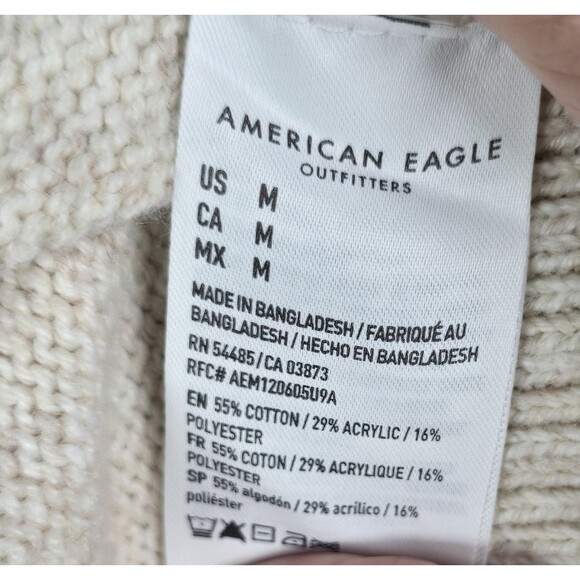 AMERICAN EAGLE
OUTFITTERS
US M
CA M
MX M
MADE IN BANGLADESH / FABRIQUÉ AU
BANGLADESH / HECHO EN BANGLADESH
RN 54485 / CA 03873
RFC# AEM120605U9A
EN 55% COTTON / 29% ACRYLIC / 16%
POLYESTER
FR 55% COTON / 29% ACRYLIQUE / 16%
POLYESTER
SP 55% algodón / 29% acrílico / 16%
poliéster